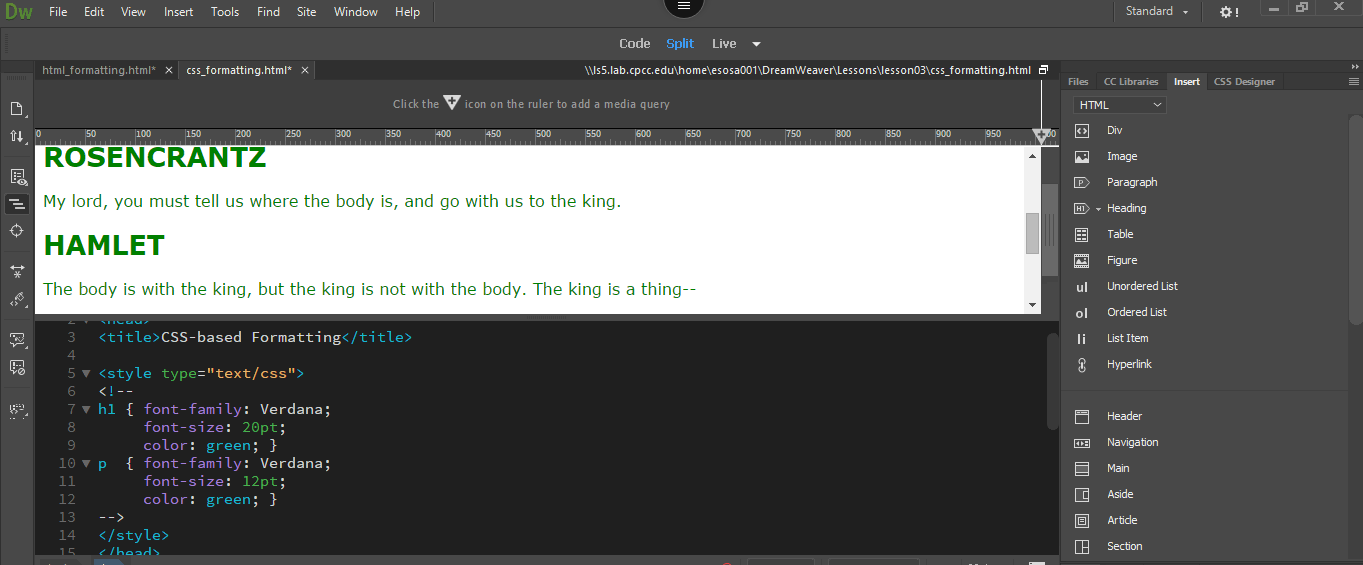 Dw File Edit View Insert Tools Find Site Window Help Standard
Code Split Live
html_formatting.html* css_formatting.html* \\ls5.lab.cpcc.edu\home\esosa001\DreamWeaver\Lessons\lesson03\css_formatting.html
Click the icon on the ruler to add a media query
0 50 100 150 200 250 300 350 400 450 500 550 600 650 700 750 800 850 900 950
ROSENCRANTZ
My lord, you must tell us where the body is, and go with us to the king.
HAMLET
The body is with the king, but the king is not with the body. The king is a thing--
2 <head>
3 <title>CSS-based Formatting</title>
4
5 <style type="text/css">
6 <!--
7 h1 { font-family: Verdana;
8 font-size: 20pt;
9 color: green; }
10 p { font-family: Verdana;
11 font-size: 12pt;
12 color: green; }
13 -->
14 </style>
15 </head>
Files CC Libraries Insert CSS Designer
HTML
Div
Image
Paragraph
H1 Heading
Table
Figure
ul Unordered List
ol Ordered List
li List Item
Hyperlink
Header
Navigation
Main
Aside
Article
Section